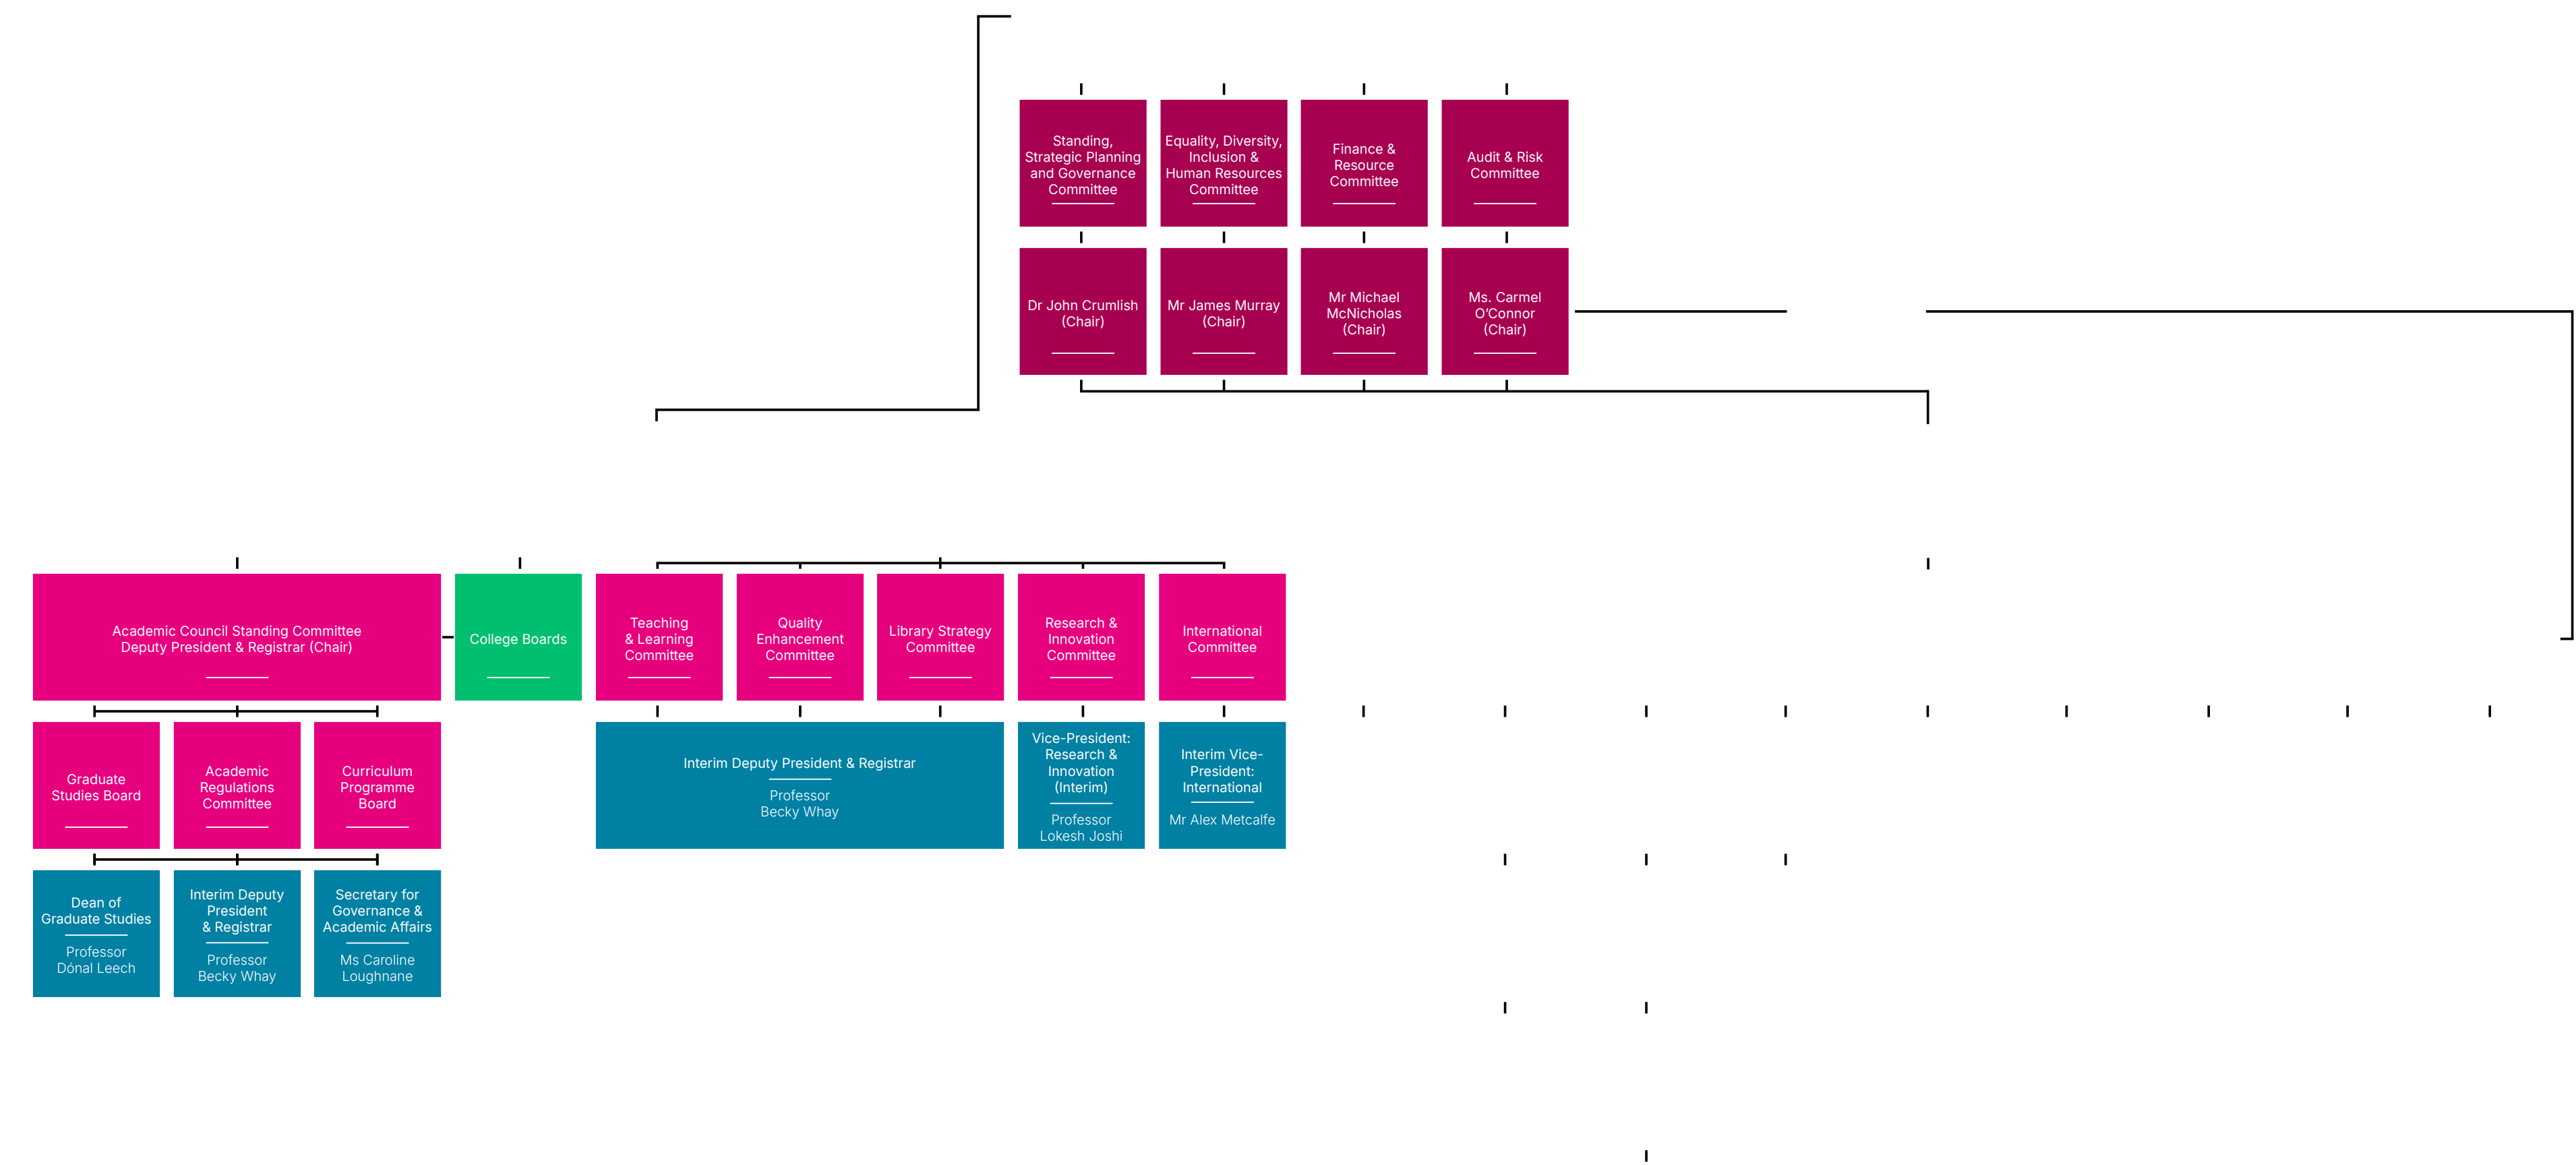 Standing,
Strategic Planning
and Governance
Committee
Equality, Diversity,
Inclusion &
Human Resources
Committee
Finance &
Resource
Committee
Audit & Risk
Committee
Dr John Crumlish
(Chair)
Mr James Murray
(Chair)
Mr Michael
McNicholas
(Chair)
Ms. Carmel
O’Connor
(Chair)
Academic Council Standing Committee
Deputy President & Registrar (Chair)
College Boards
Teaching
& Learning
Committee
Quality
Enhancement
Committee
Library Strategy
Committee
Research &
Innovation
Committee
International
Committee
Graduate
Studies Board
Academic
Regulations
Committee
Curriculum
Programme
Board
Interim Deputy President & Registrar
Professor
Becky Whay
Vice-President:
Research &
Innovation
(Interim)
Professor
Lokesh Joshi
Interim Vice-
President:
International
Mr Alex Metcalfe
Dean of
Graduate Studies
Professor
Dónal Leech
Interim Deputy
President
& Registrar
Professor
Becky Whay
Secretary for
Governance &
Academic Affairs
Ms Caroline
Loughnane